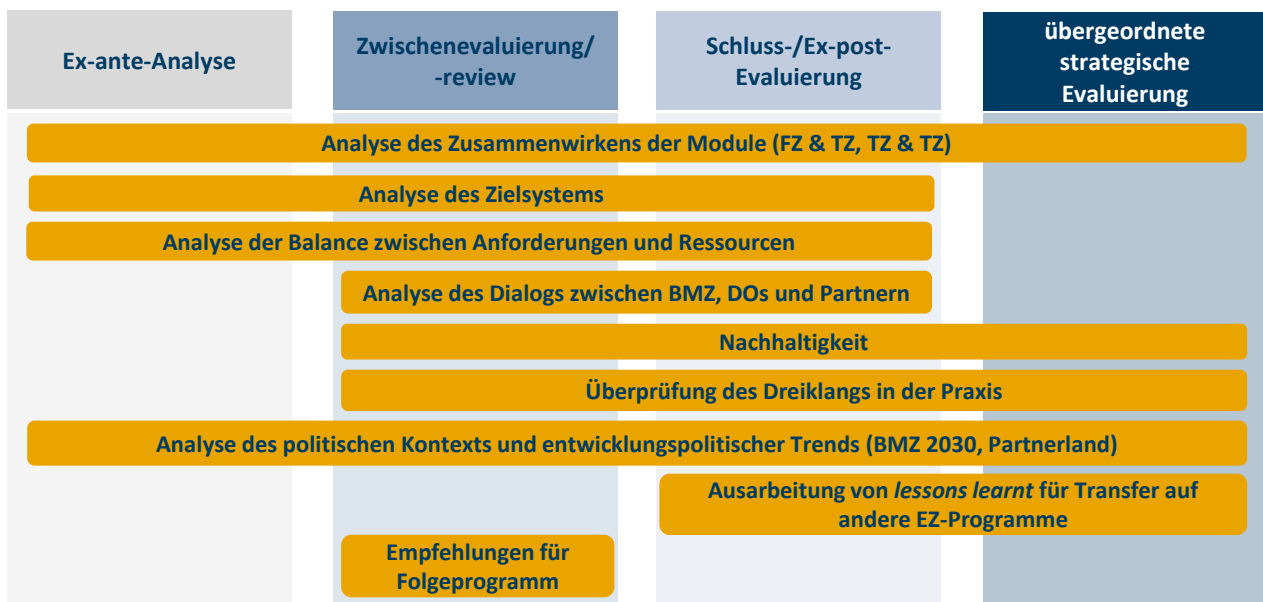 Ex-ante-Analyse
Zwischenevaluierung/
-review
Schluss-/Ex-post-
Evaluierung
übergeordnete
strategische
Evaluierung
Analyse des Zusammenwirkens der Module (FZ & TZ, TZ & TZ)
Analyse des Zielsystems
Analyse der Balance zwischen Anforderungen und Ressourcen
Analyse des Dialogs zwischen BMZ, DOs und Partnern
Nachhaltigkeit
Überprüfung des Dreiklangs in der Praxis
Analyse des politischen Kontexts und entwicklungspolitischer Trends (BMZ 2030, Partnerland)
Ausarbeitung von lessons learnt für Transfer auf
andere EZ-Programme
Empfehlungen für
Folgeprogramm